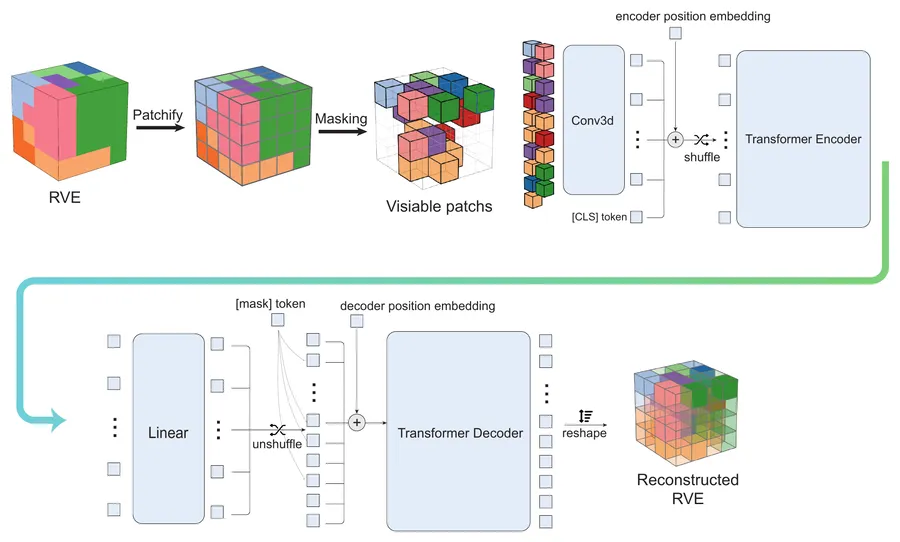 RVE
Patchify
Masking
Visiable patchs
encoder position embedding
Conv3d
[CLS] token
+
shuffle
Transformer Encoder
Linear
[mask] token
unshuffle
decoder position embedding
+
Transformer Decoder
reshape
Reconstructed
RVE